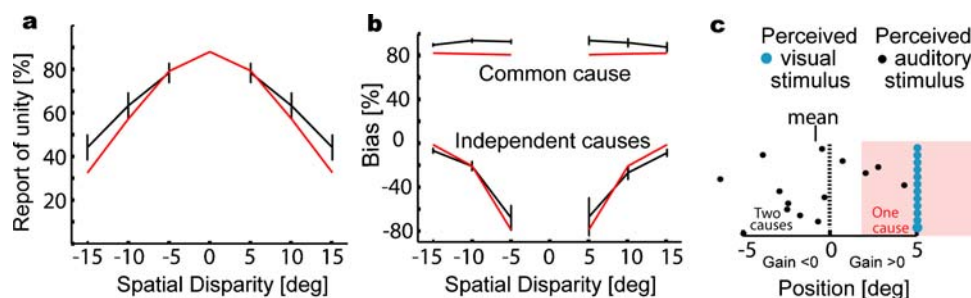 a
Report of unity [%]
80
60
40
20
-15 -10 -5 0 5 10 15
Spatial Disparity [deg]
b
Bias [%]
80
40
0
-40
-80
Common cause
Independent causes
-15 -10 -5 0 5 10 15
Spatial Disparity [deg]
c
Perceived visual stimulus
Perceived auditory stimulus
mean
Two causes
One cause
-5 0 5
Gain <0 Gain >0
Position [deg]